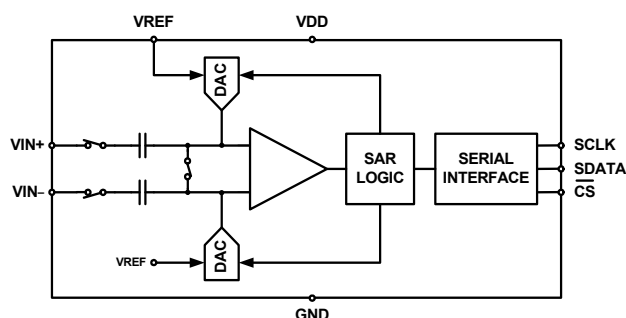 VREF VDD
DAC
VIN+
VIN–
SAR
LOGIC
SERIAL
INTERFACE
SCLK
SDATA
CS
VREF
DAC
GND